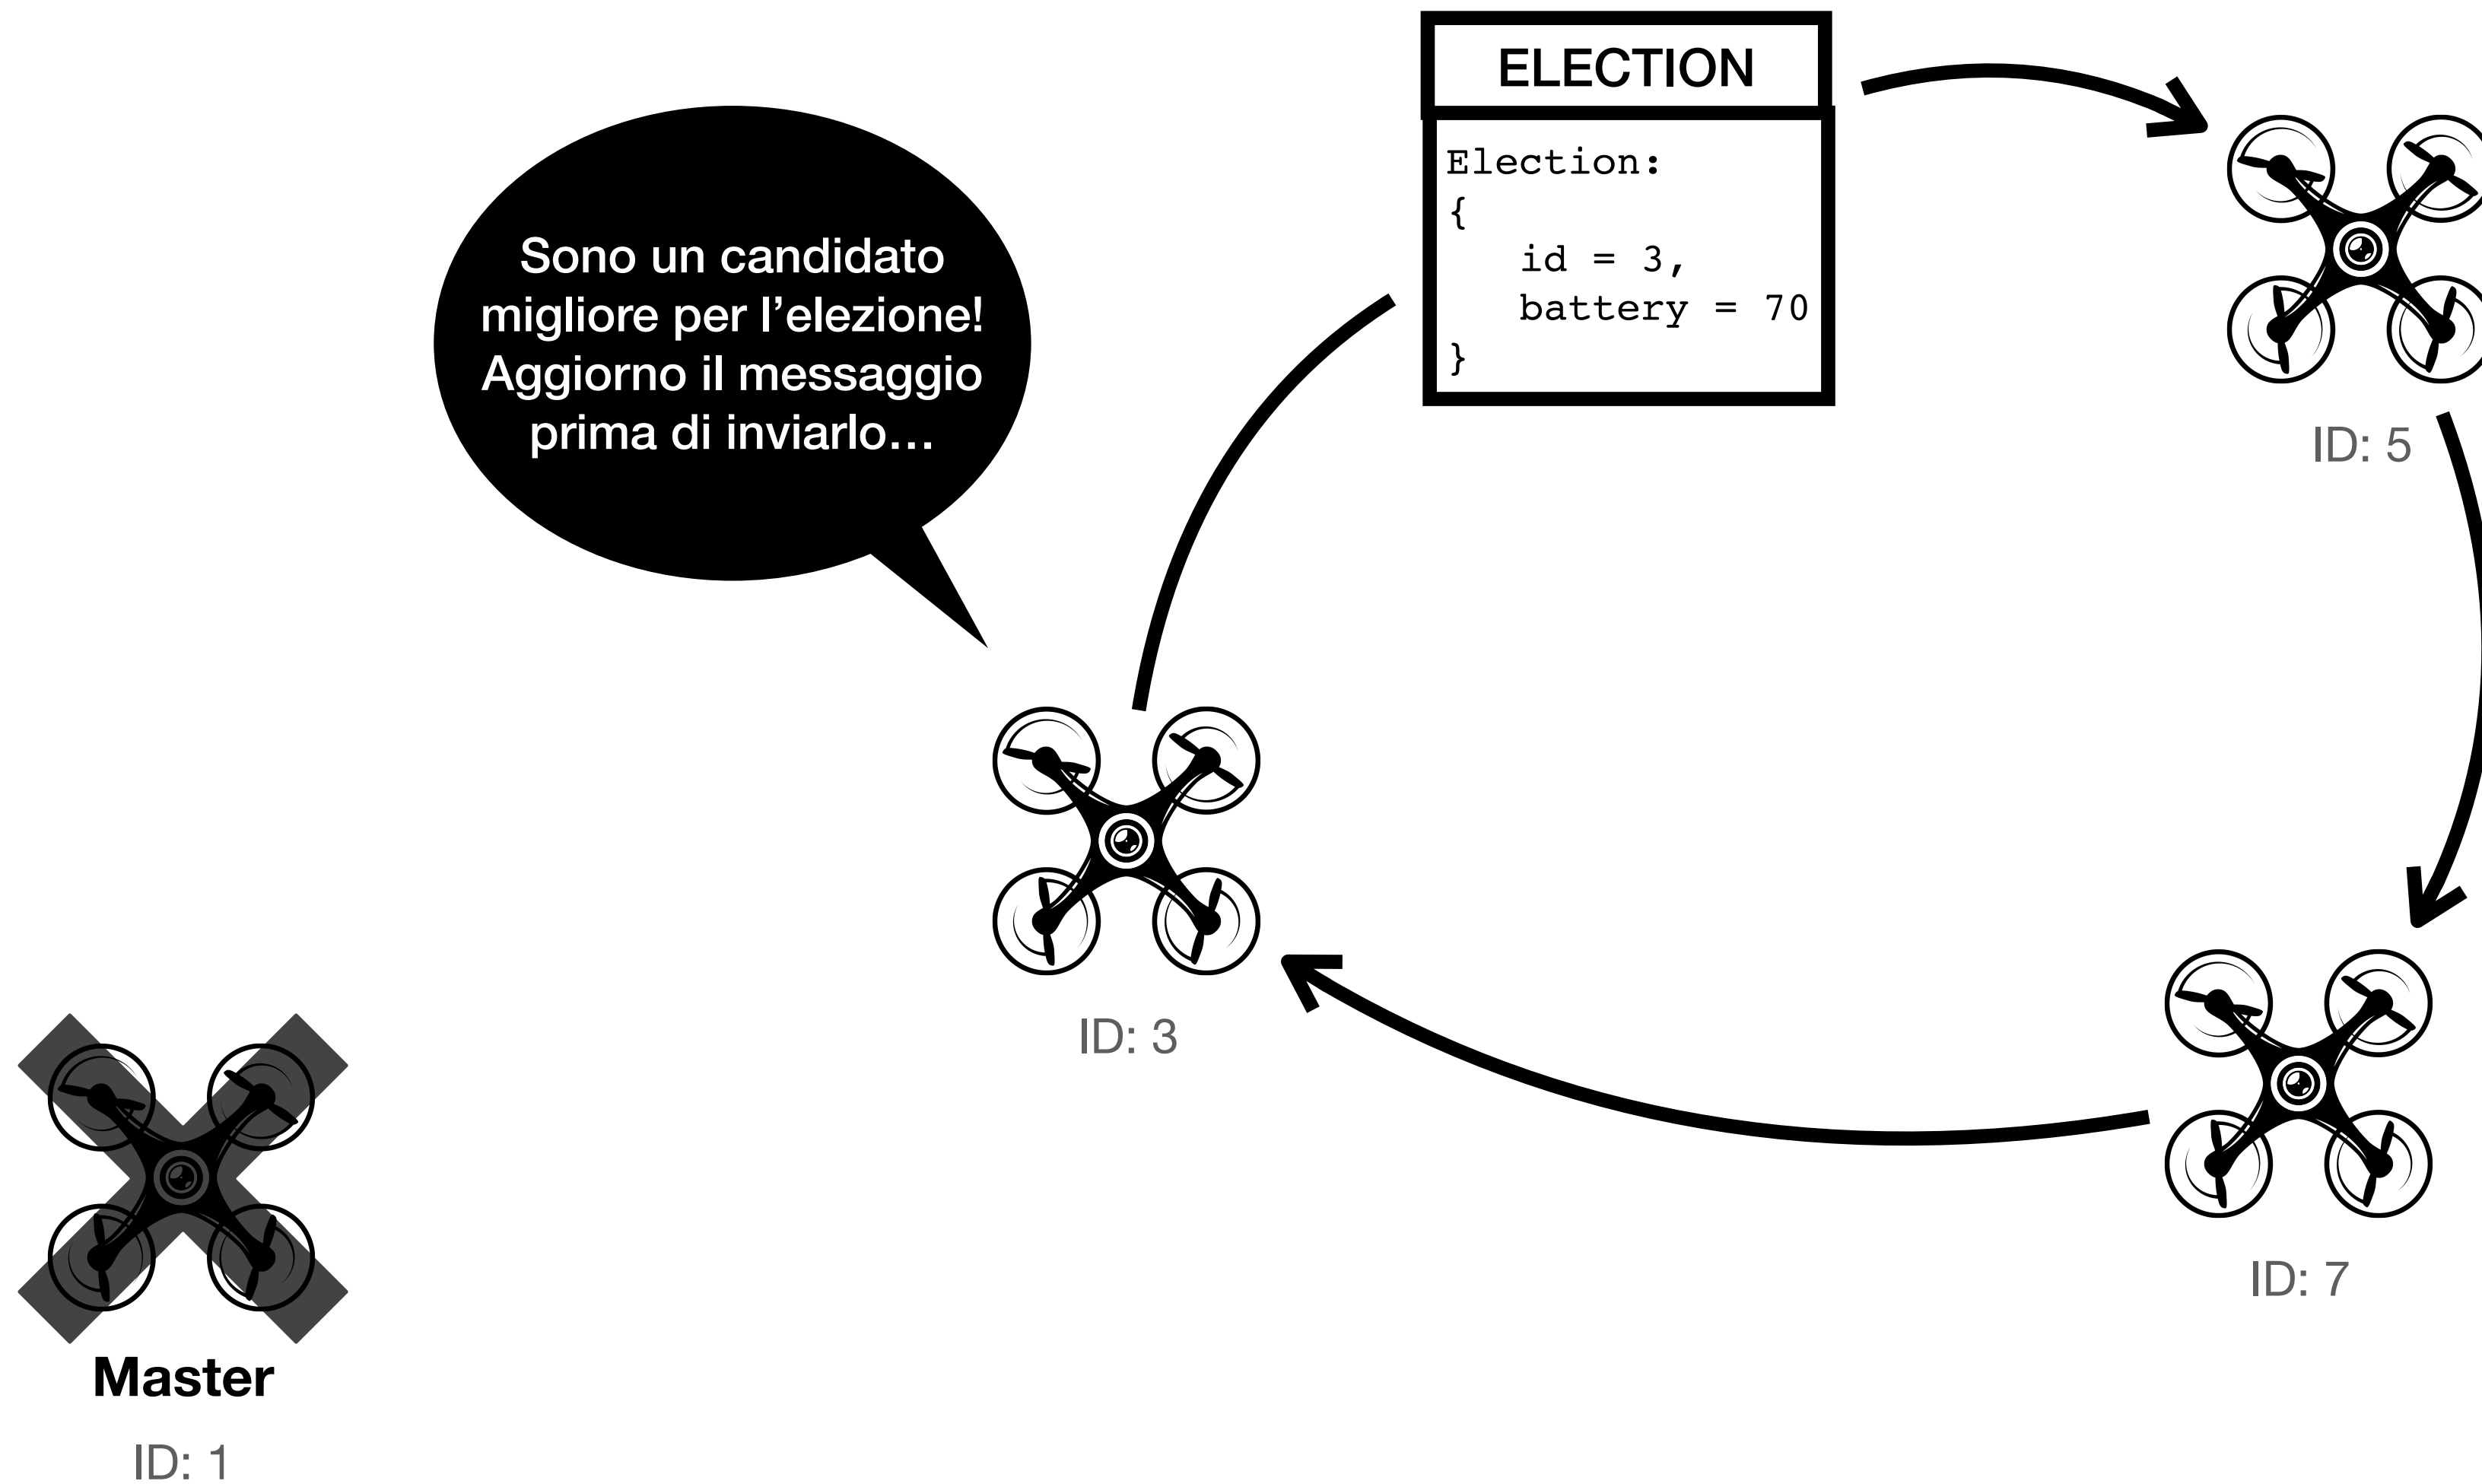 ELECTION
Election:
{
id = 3,
battery = 70
}
Sono un candidato
migliore per l’elezione!
Aggiorno il messaggio
prima di inviarlo...
ID: 5
ID: 3
ID: 7
Master
ID: 1